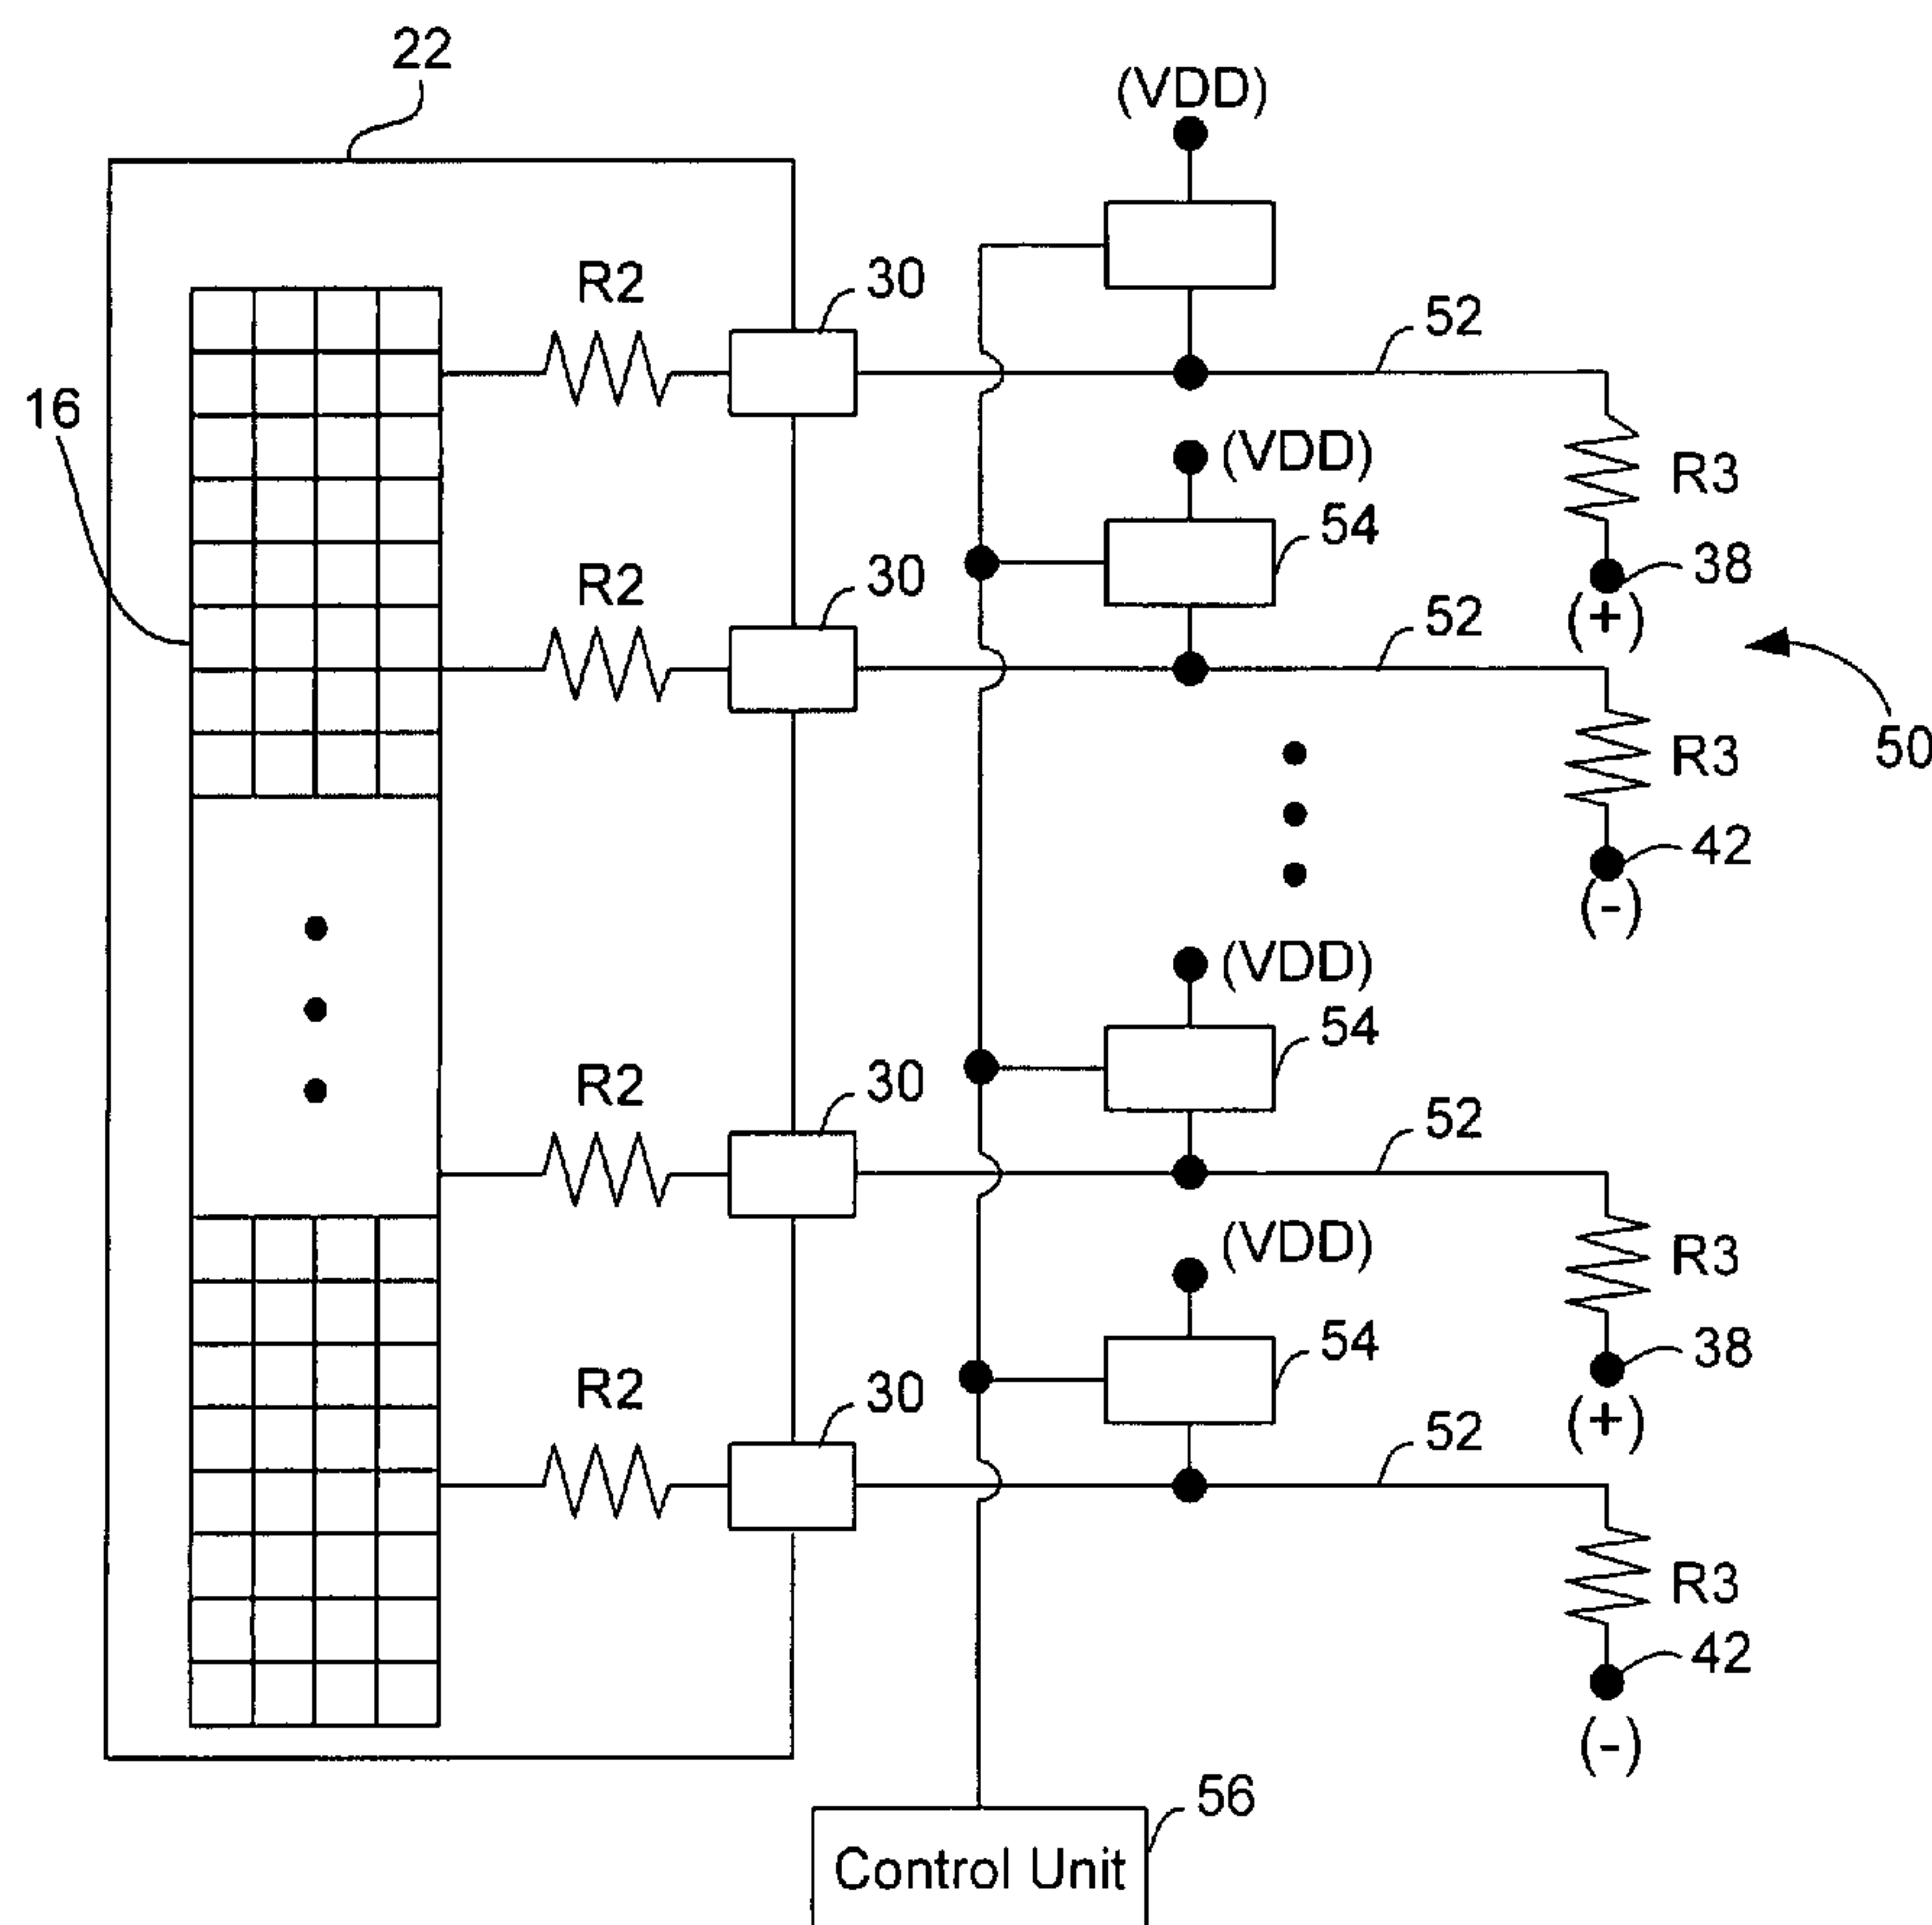 22
(VDD)
R2
30
52
16
(VDD)
R3
54
38
R2
30
(+)
52
50
R3
42
(-)
(VDD)
54
R2
30
52
(VDD)
R3
54
38
R2
30
(+)
52
R3
42
(-)
56
Control Unit